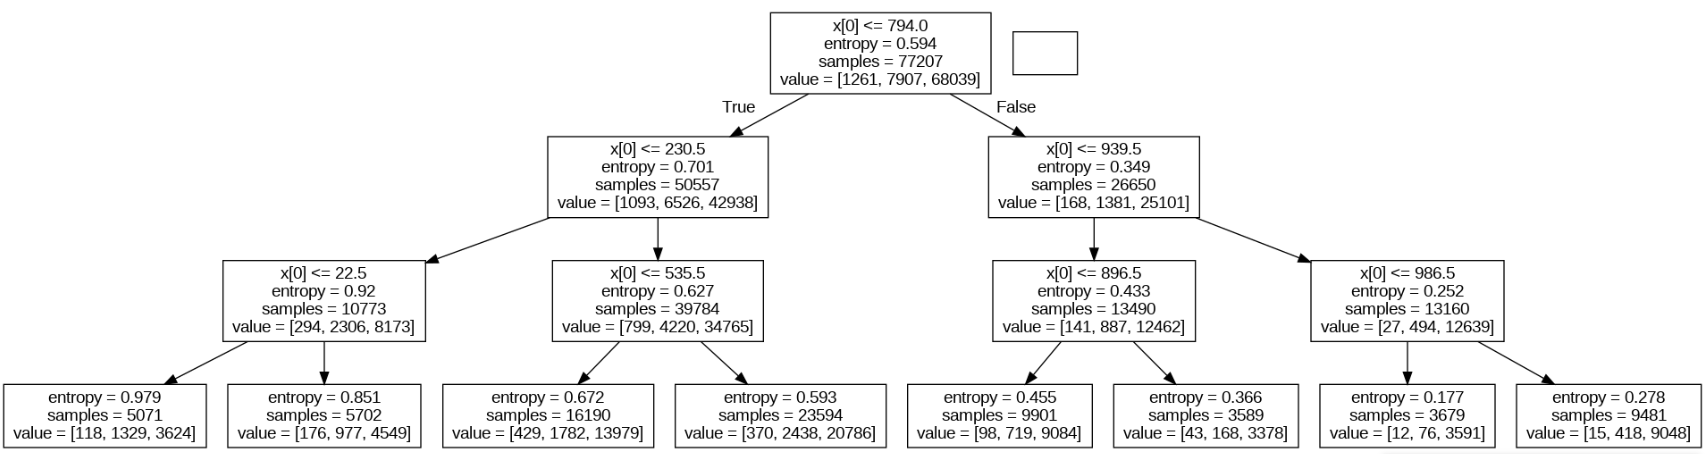 x[0] <= 794.0
entropy = 0.594
samples = 77207
value = [1261, 7907, 68039]
True
False
x[0] <= 230.5
entropy = 0.701
samples = 50557
value = [1093, 6526, 42938]
x[0] <= 939.5
entropy = 0.349
samples = 26650
value = [168, 1381, 25101]
x[0] <= 22.5
entropy = 0.92
samples = 10773
value = [294, 2306, 8173]
x[0] <= 535.5
entropy = 0.627
samples = 39784
value = [799, 4220, 34765]
x[0] <= 896.5
entropy = 0.433
samples = 13490
value = [141, 887, 12462]
x[0] <= 986.5
entropy = 0.252
samples = 13160
value = [27, 494, 12639]
entropy = 0.979
samples = 5071
value = [118, 1329, 3624]
entropy = 0.851
samples = 5702
value = [176, 977, 4549]
entropy = 0.672
samples = 16190
value = [429, 1782, 13979]
entropy = 0.593
samples = 23594
value = [370, 2438, 20786]
entropy = 0.455
samples = 9901
value = [98, 719, 9084]
entropy = 0.366
samples = 3589
value = [43, 168, 3378]
entropy = 0.177
samples = 3679
value = [12, 76, 3591]
entropy = 0.278
samples = 9481
value = [15, 418, 9048]